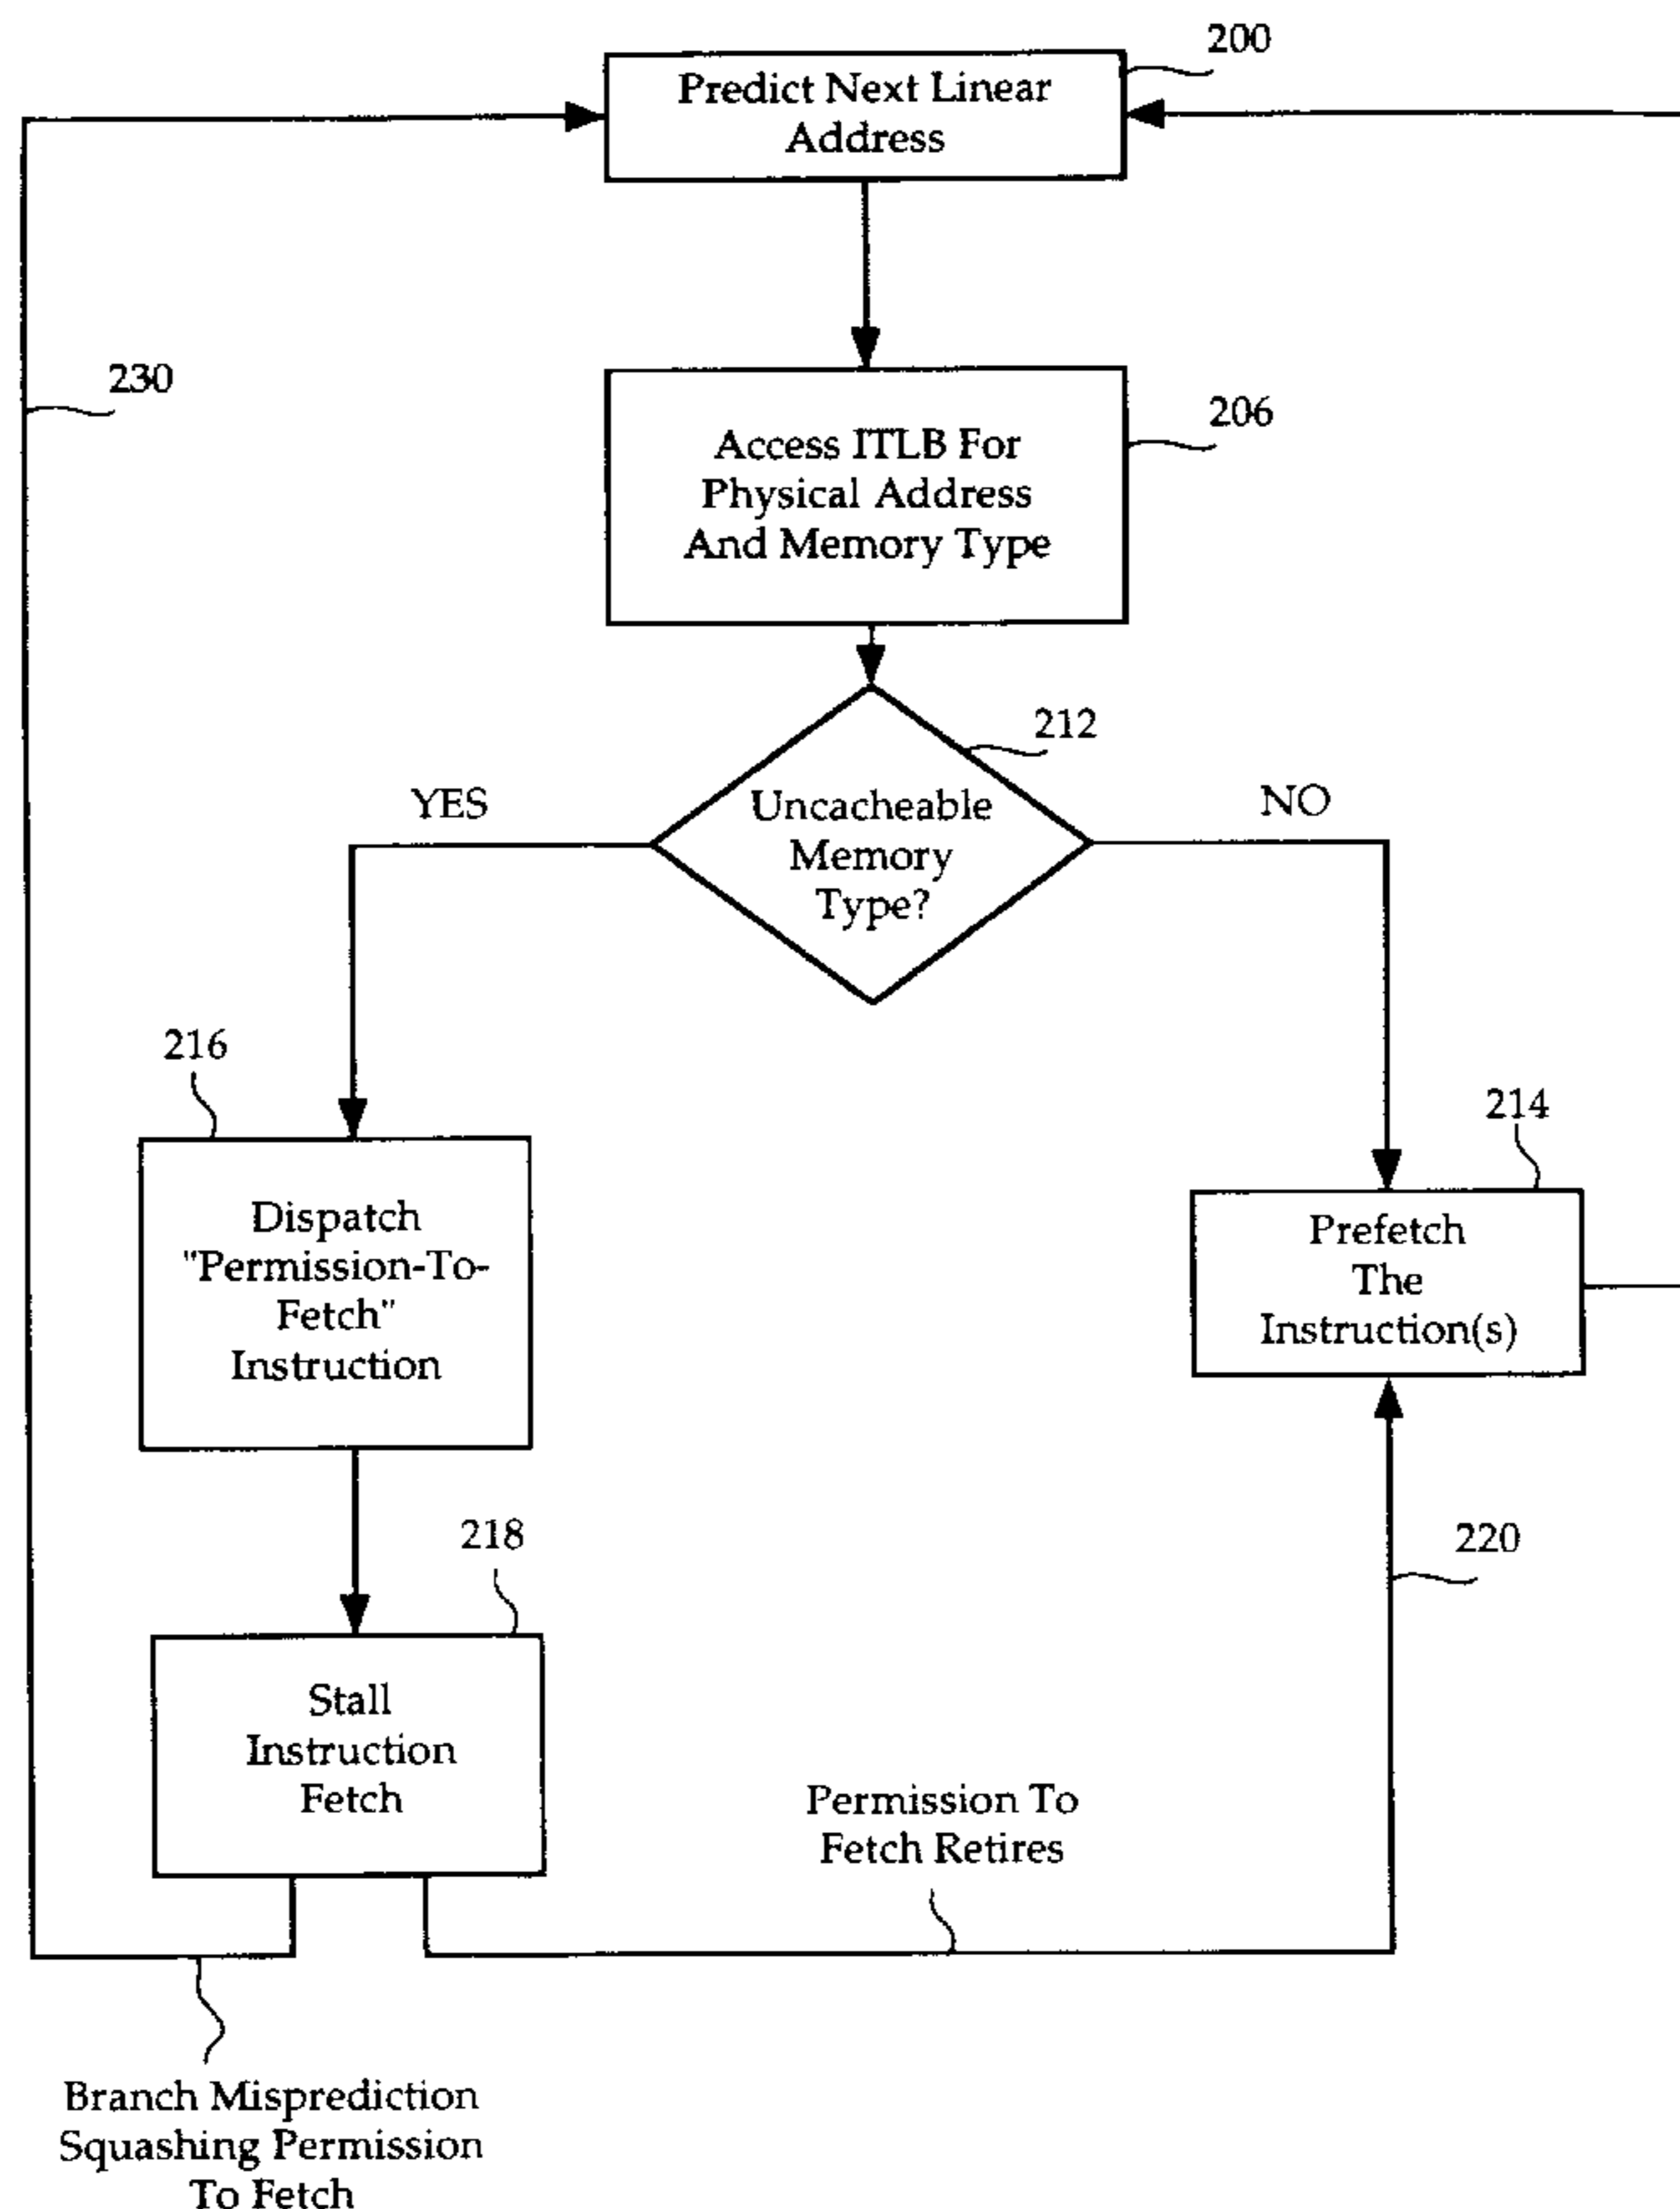 200
Predict Next Linear
Address
230
206
Access ITLB For
Physical Address
And Memory Type
212
YES
NO
Uncacheable
Memory
Type?
216
214
Dispatch
"Permission-To-
Fetch"
Instruction
Prefetch
The
Instruction(s)
218
220
Stall
Instruction
Fetch
Permission To
Fetch Retires
Branch Misprediction
Squashing Permission
To Fetch